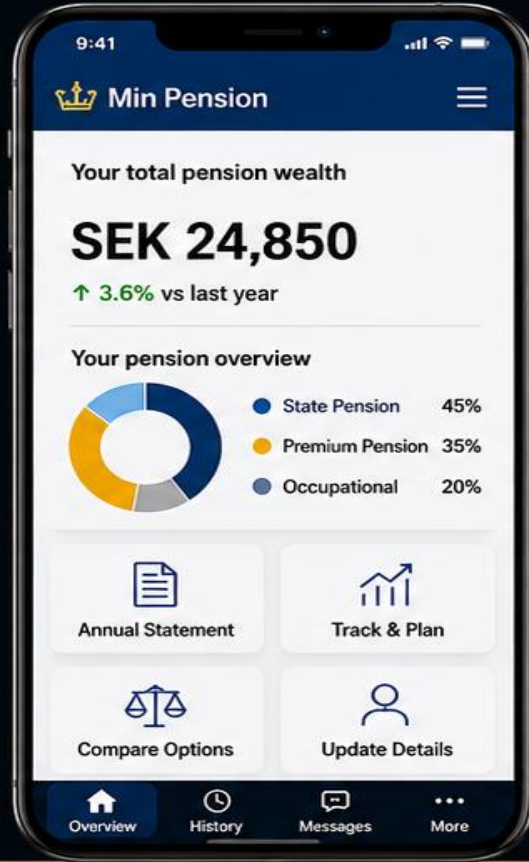 9:41
Min Pension
Your total pension wealth
SEK 24,850
↑ 3.6% vs last year
Your pension overview
State Pension 45%
Premium Pension 35%
Occupational 20%
Annual Statement
Track & Plan
Compare Options
Update Details
Overview
History
Messages
More